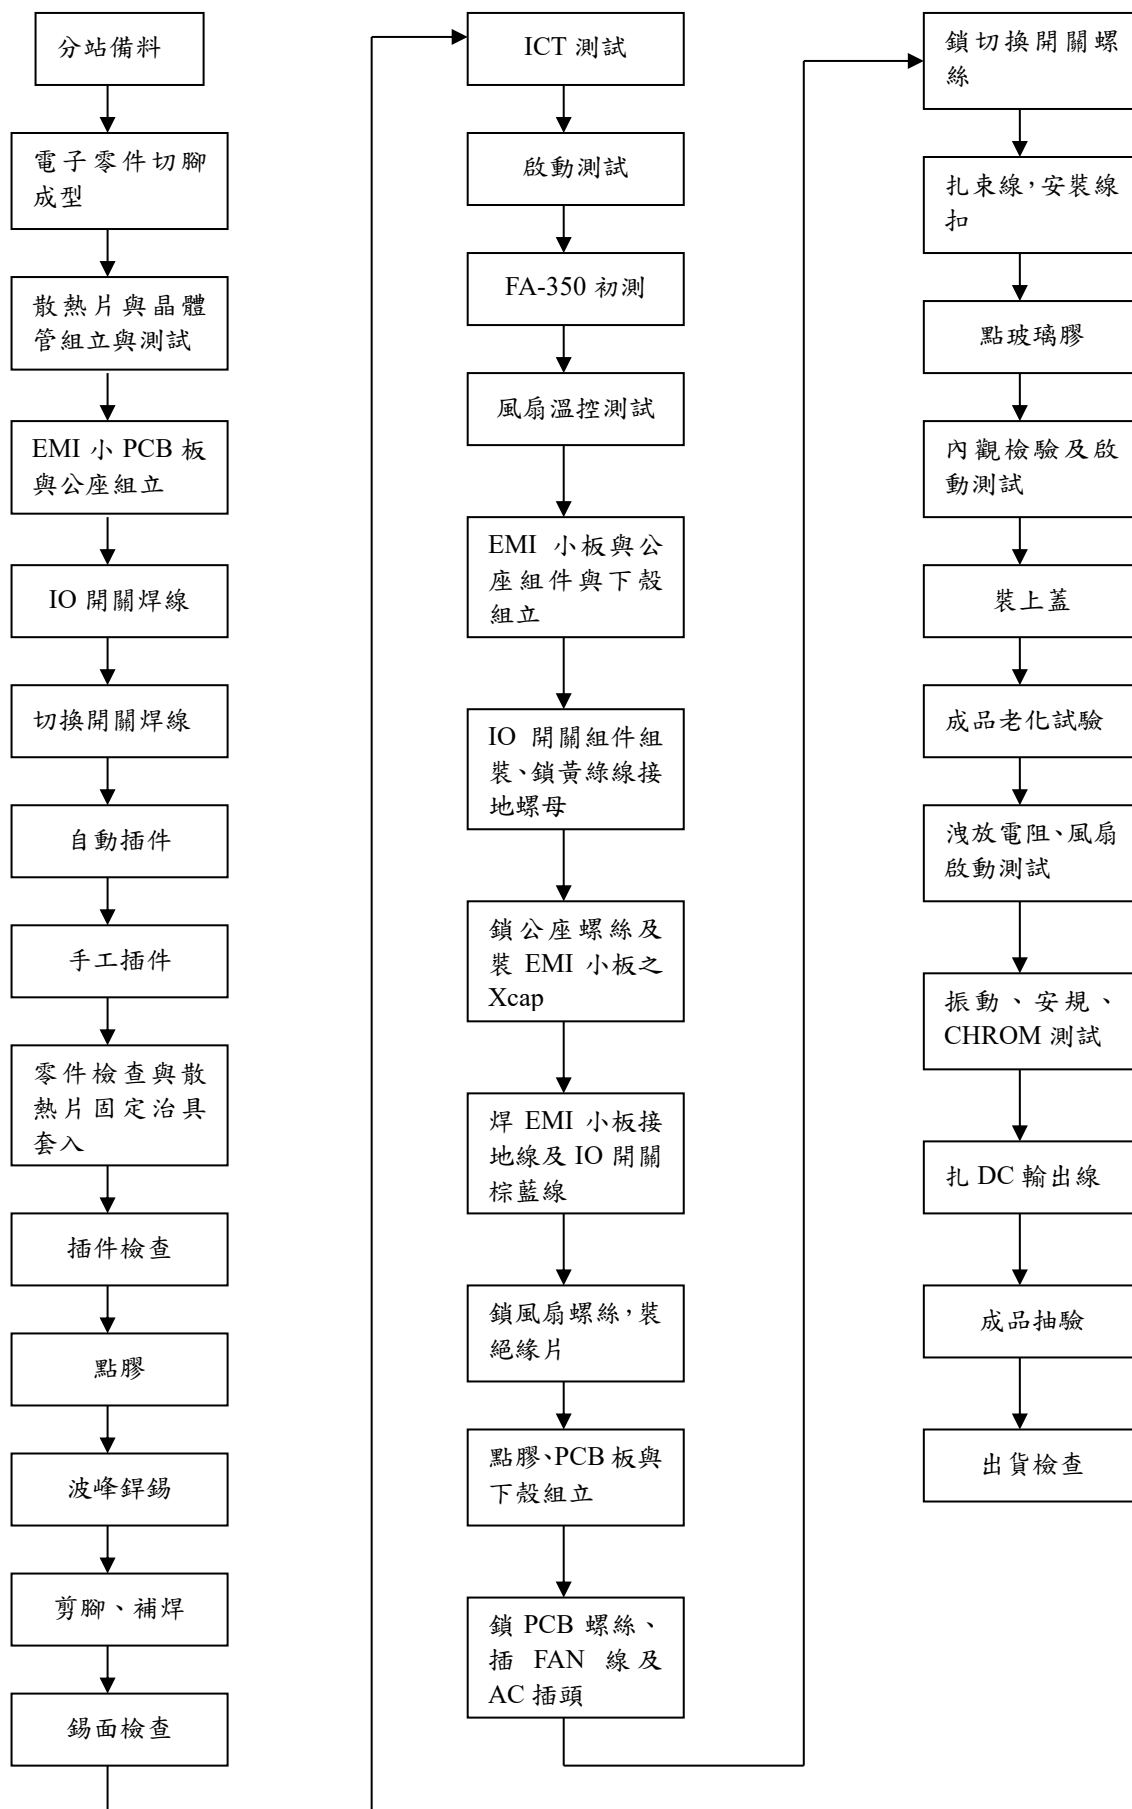 分站備料
電子零件切腳
成型
散熱片與晶體
管組立與測試
EMI 小 PCB 板
與公座組立
IO 開關焊線
切換開關焊線
自動插件
手工插件
零件檢查與散
熱片固定治具
套入
插件檢查
點膠
波峰銲錫
剪腳、補焊
錫面檢查
ICT 測試
啟動測試
FA-350 初測
風扇溫控測試
EMI 小板與公
座組件與下殼
組立
IO 開關組件組
裝、鎖黃綠線接
地螺母
鎖公座螺絲及
裝 EMI 小板之
Xcap
焊 EMI 小板接
地線及 IO 開關
棕藍線
鎖風扇螺絲，裝
絕緣片
點膠、PCB 板與
下殼組立
鎖 PCB 螺絲、
插 FAN 線及
AC 插頭
鎖切換開關螺
絲
扎束線，安裝線
扣
點玻璃膠
內觀檢驗及啟
動測試
裝上蓋
成品老化試驗
洩放電阻、風扇
啟動測試
振動、安規、
CHROM 測試
扎 DC 輸出線
成品抽驗
出貨檢查